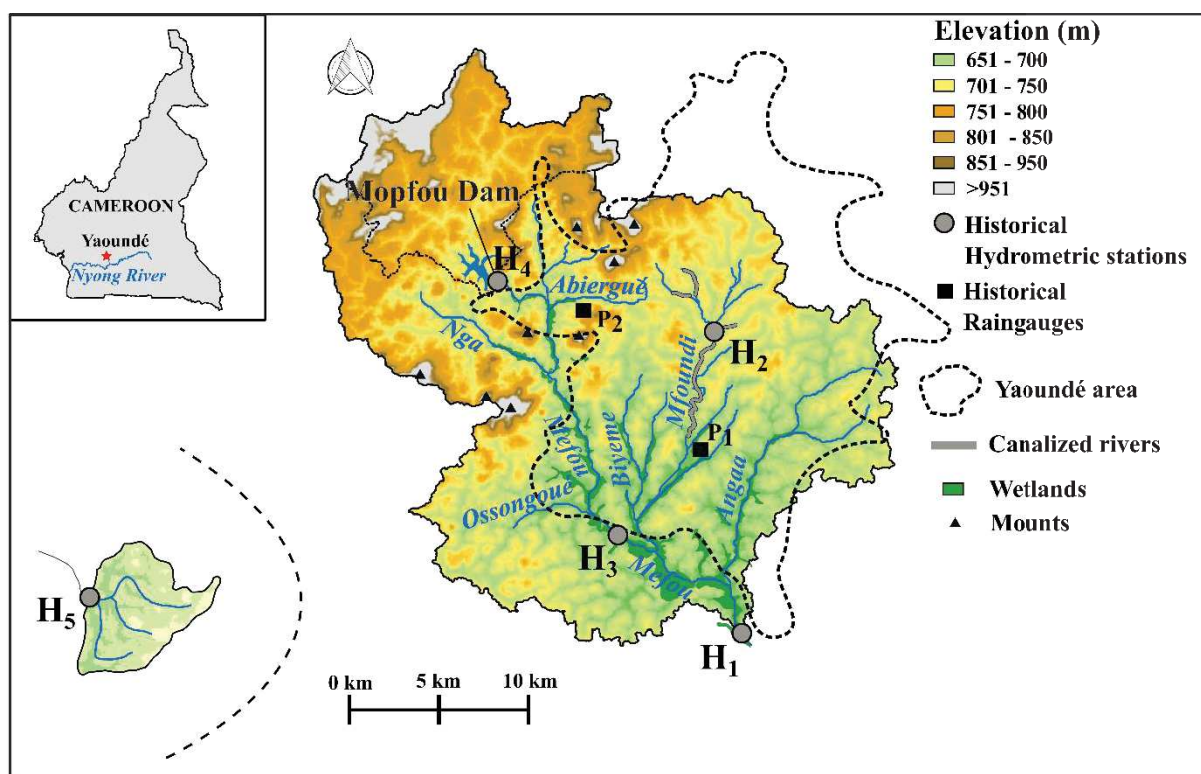 CAMEROON
Yaoundé
Nyong River
Elevation (m)
651 - 700
701 - 750
751 - 800
801 - 850
851 - 950
>951
Historical
Hydrometric stations
Historical
Raingauges
Yaoundé area
Canalized rivers
Wetlands
Mounts
Mopfou Dam
H4
Abiergué
P2
Nga
H2
Mfoundi
Mefou
Biyeme
P1
Angaa
Ossongoue
H3
Mefou
H1
H5
0 km
5 km
10 km